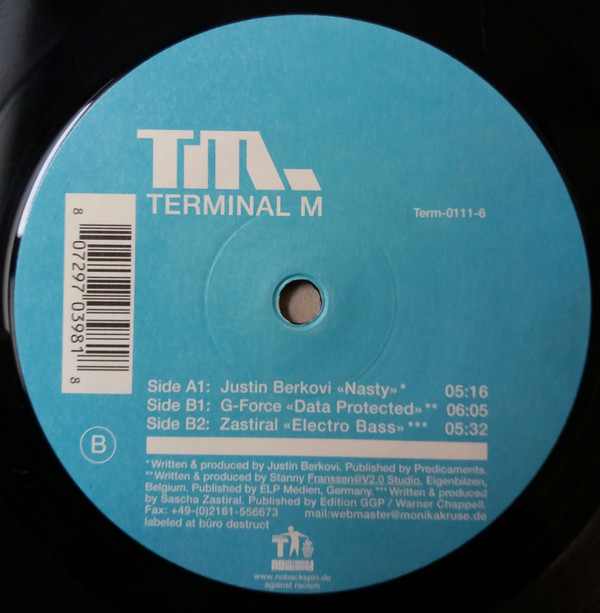 TM.
TERMINAL M
Term-0111-6
8 07297 03981 8
Side A1: Justin Berkovi «Nasty»* 05:16
Side B1: G-Force «Data Protected»** 06:05
Side B2: Zastiral «Electro Bass»*** 05:32
B
*Written & produced by Justin Berkovi. Published by Predicaments.
**Written & produced by Stanny Franssen@V2.0 Studio, Eigenbilzen,
Belgium. Published by ELP Medien, Germany. ***Written & produced
by Sascha Zastiral. Published by Edition GGP / Warner Chappell.
Fax: +49-(0)2161-556673 mail:webmaster@monikakruse.de
labeled at büro destruct
www.nobackspin.de
against racism